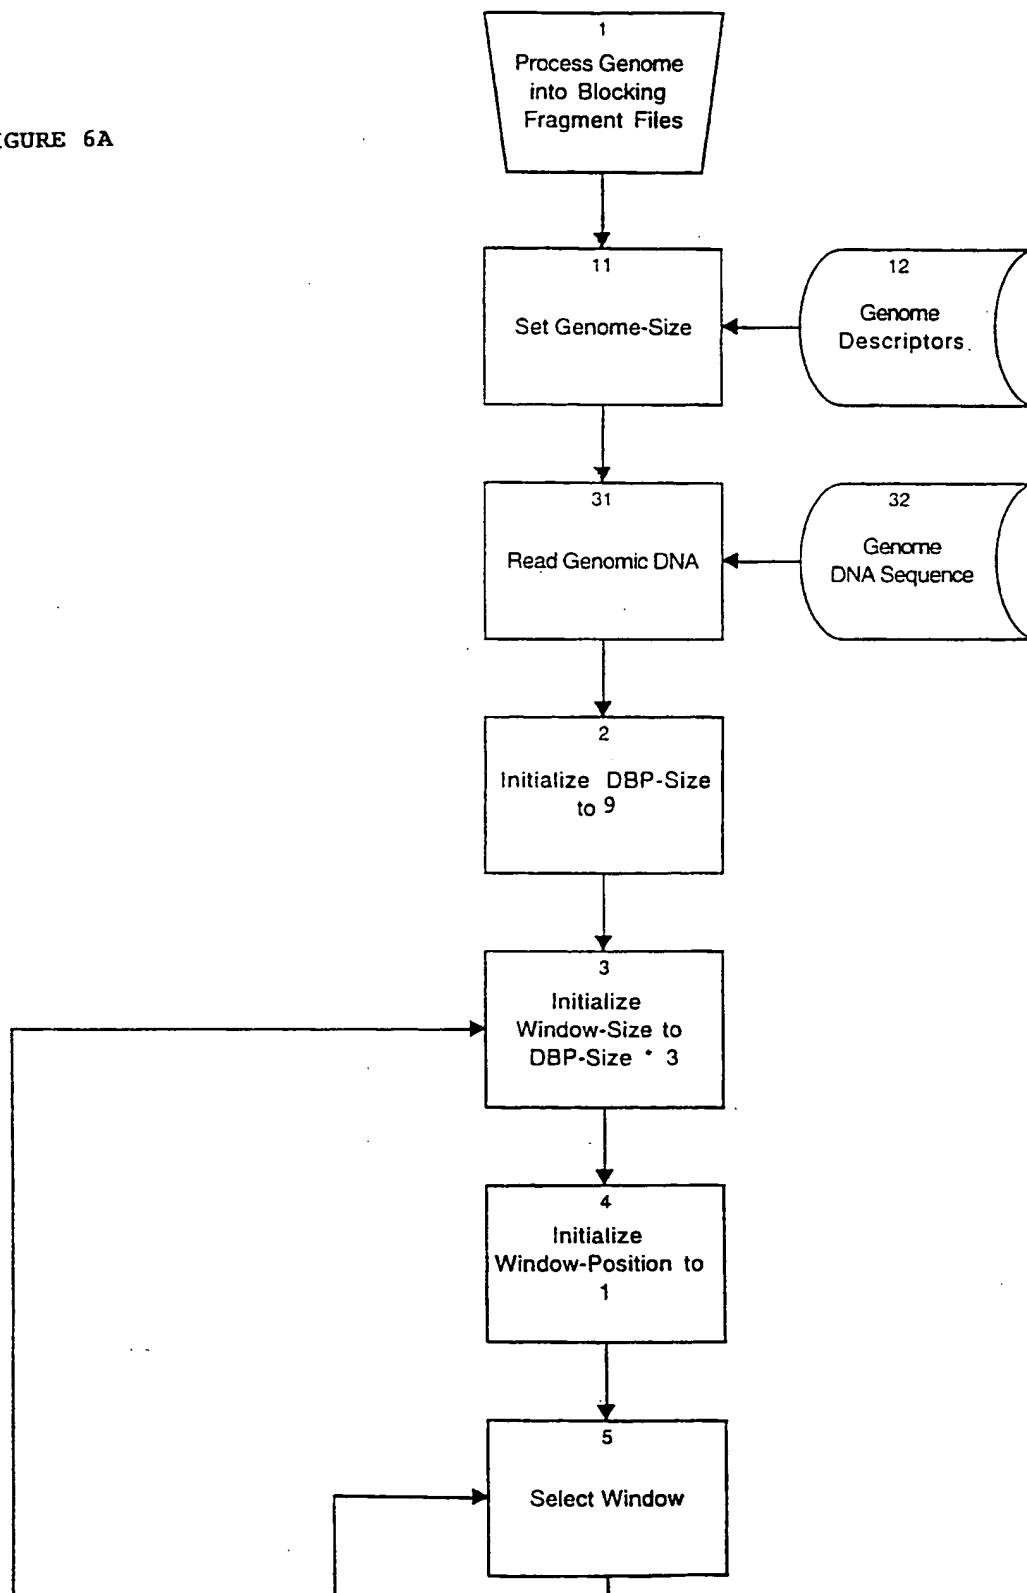 1
Process Genome
into Blocking
Fragment Files
IGURE 6A
11
Set Genome-Size
12
Genome
Descriptors
31
Read Genomic DNA
32
Genome
DNA Sequence
2
Initialize DBP-Size
to 9
3
Initialize
Window-Size to
DBP-Size * 3
4
Initialize
Window-Position to
1
5
Select Window